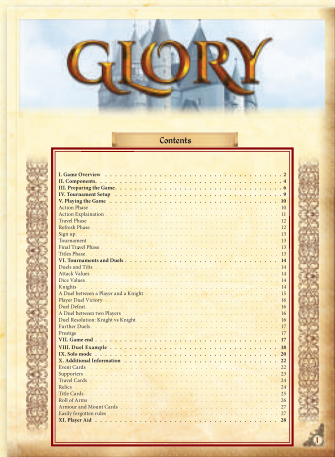 GLORY
Contents
I. Game Overview 2
II. Components. 4
III. Preparing the Game. 6
IV. Tournament Setup 9
V. Playing the Game 10
Action Phase 10
Action Explaination 11
Travel Phase 12
Refresh Phase 12
Sign up 13
Tournament 13
Final Travel Phase 13
Titles Phase 13
VI. Tournaments and Duels 14
Duels and Tilts 14
Attack Values 14
Dice Values 14
Knights 14
A Duel between a Player and a Knight 15
Player Duel Victory 16
Duel Defeat 16
A Duel between two Players 16
Duel Resolution: Knight vs Knight 16
Further Duels 17
Prestige 17
VII. Game end 17
VIII. Duel Example 18
IX. Solo mode 20
X. Additional Information 22
Event Cards 22
Supporters 23
Travel Cards 24
Relics 24
Title Cards 25
Roll of Arms 26
Armour and Mount Cards 27
Easily forgotten rules 27
XI. Player Aid 28
1